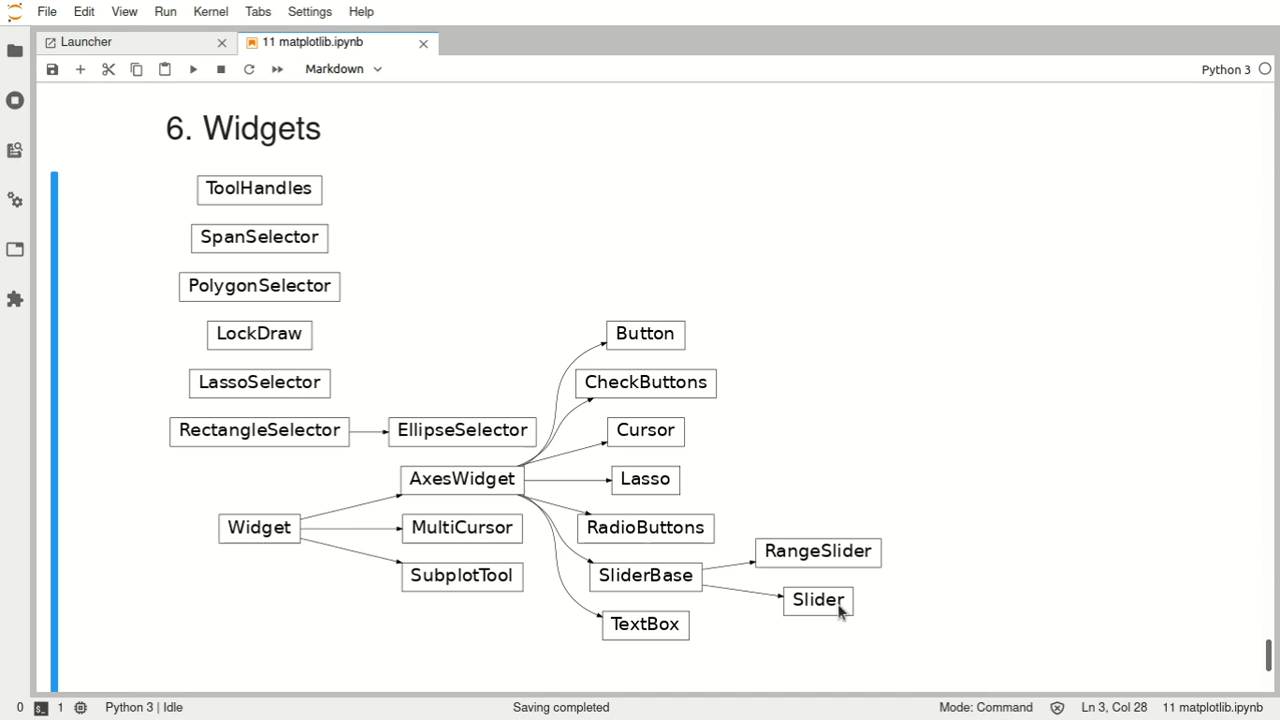 File Edit View Run Kernel Tabs Settings Help
Launcher
11 matplotlib.ipynb
Markdown
Python 3
6. Widgets
ToolHandles
SpanSelector
PolygonSelector
LockDraw
Button
LassoSelector
CheckButtons
RectangleSelector
EllipseSelector
Cursor
AxesWidget
Lasso
Widget
MultiCursor
RadioButtons
RangeSlider
SubplotTool
SliderBase
Slider
TextBox
0 1 Python 3 | Idle Saving completed Mode: Command Ln 3, Col 28 11 matplotlib.ipynb